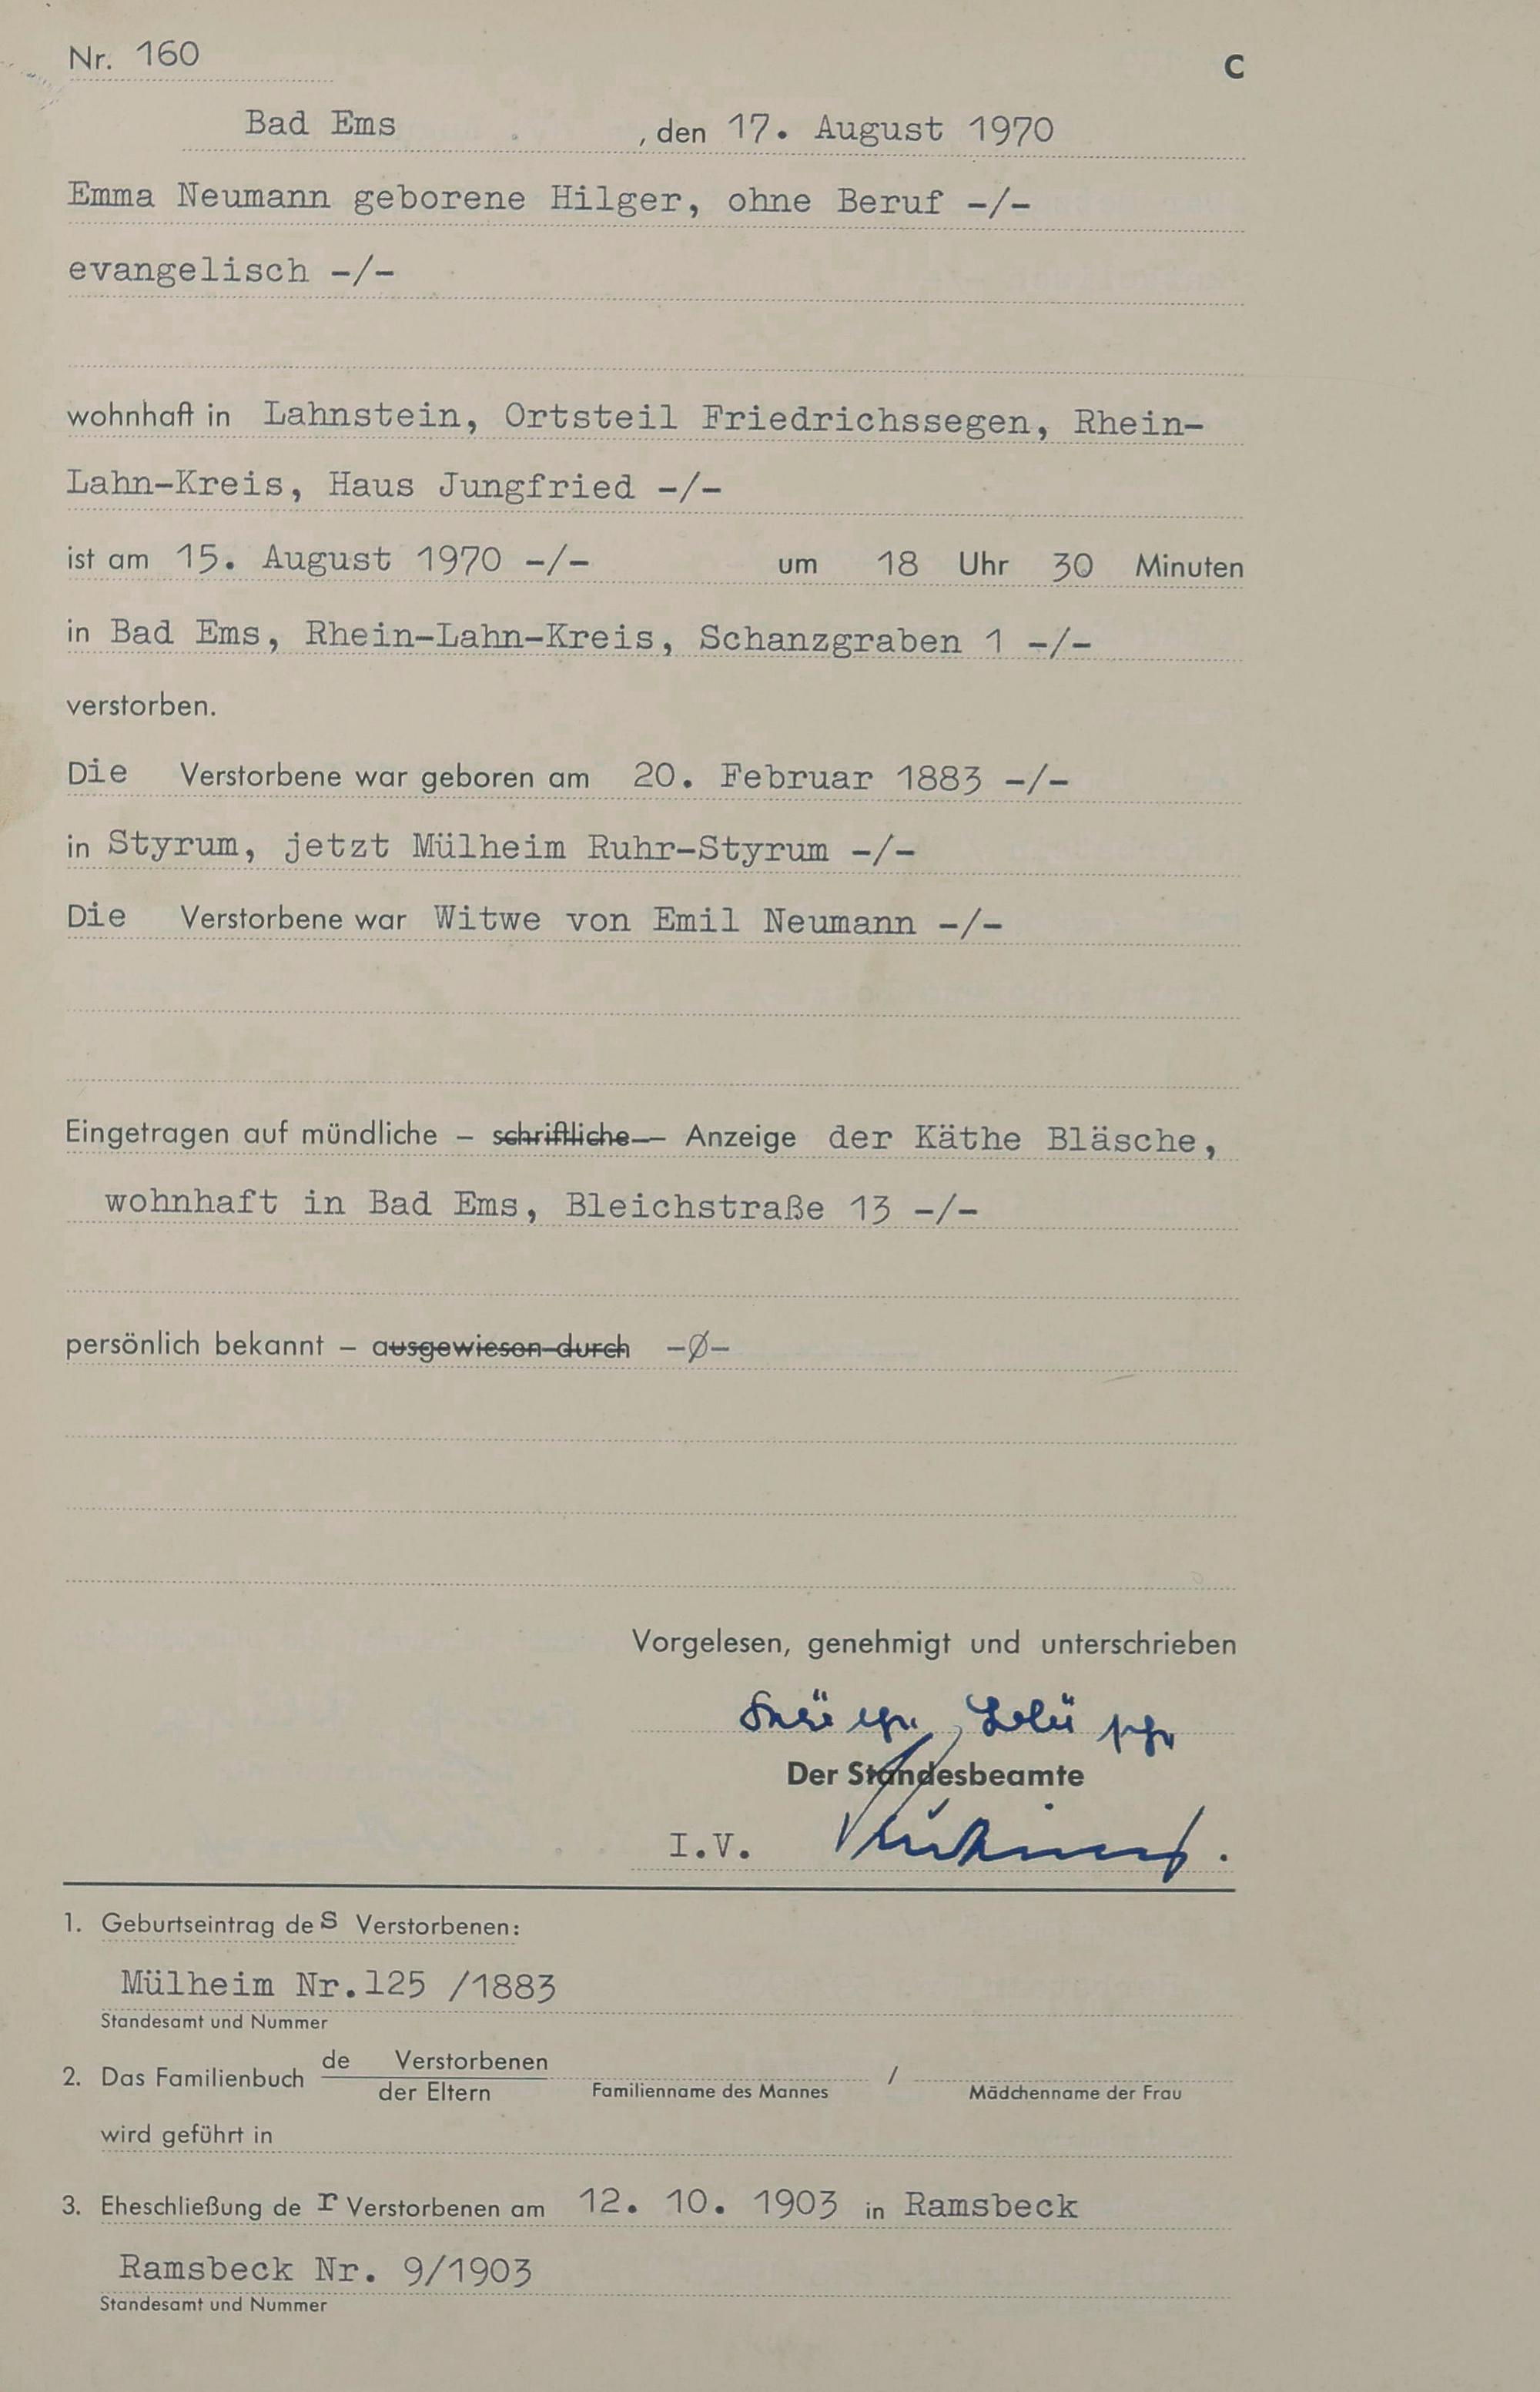 Nr. 160
C
Bad Ems , den 17. August 1970
Emma Neumann geborene Hilger, ohne Beruf -/-
evangelisch -/-
wohnhaft in Lahnstein, Ortsteil Friedrichssegen, Rhein-
Lahn-Kreis, Haus Jungfried -/-
ist am 15. August 1970 -/- um 18 Uhr 30 Minuten
in Bad Ems, Rhein-Lahn-Kreis, Schanzgraben 1 -/-
verstorben.
Die Verstorbene war geboren am 20. Februar 1883 -/-
in Styrum, jetzt Mülheim Ruhr-Styrum -/-
Die Verstorbene war Witwe von Emil Neumann -/-
Eingetragen auf mündliche – schriftliche – Anzeige der Käthe Bläsche,
wohnhaft in Bad Ems, Bleichstraße 13 -/-
persönlich bekannt – ausgewiesen durch -Ø-
Vorgelesen, genehmigt und unterschrieben
Der Standesbeamte
I.V.
1. Geburtseintrag des Verstorbenen:
Mülheim Nr.125 /1883
Standesamt und Nummer
de Verstorbenen
2. Das Familienbuch /
der Eltern Familienname des Mannes Mädchenname der Frau
wird geführt in
3. Eheschließung der Verstorbenen am 12. 10. 1903 in Ramsbeck
Ramsbeck Nr. 9/1903
Standesamt und Nummer